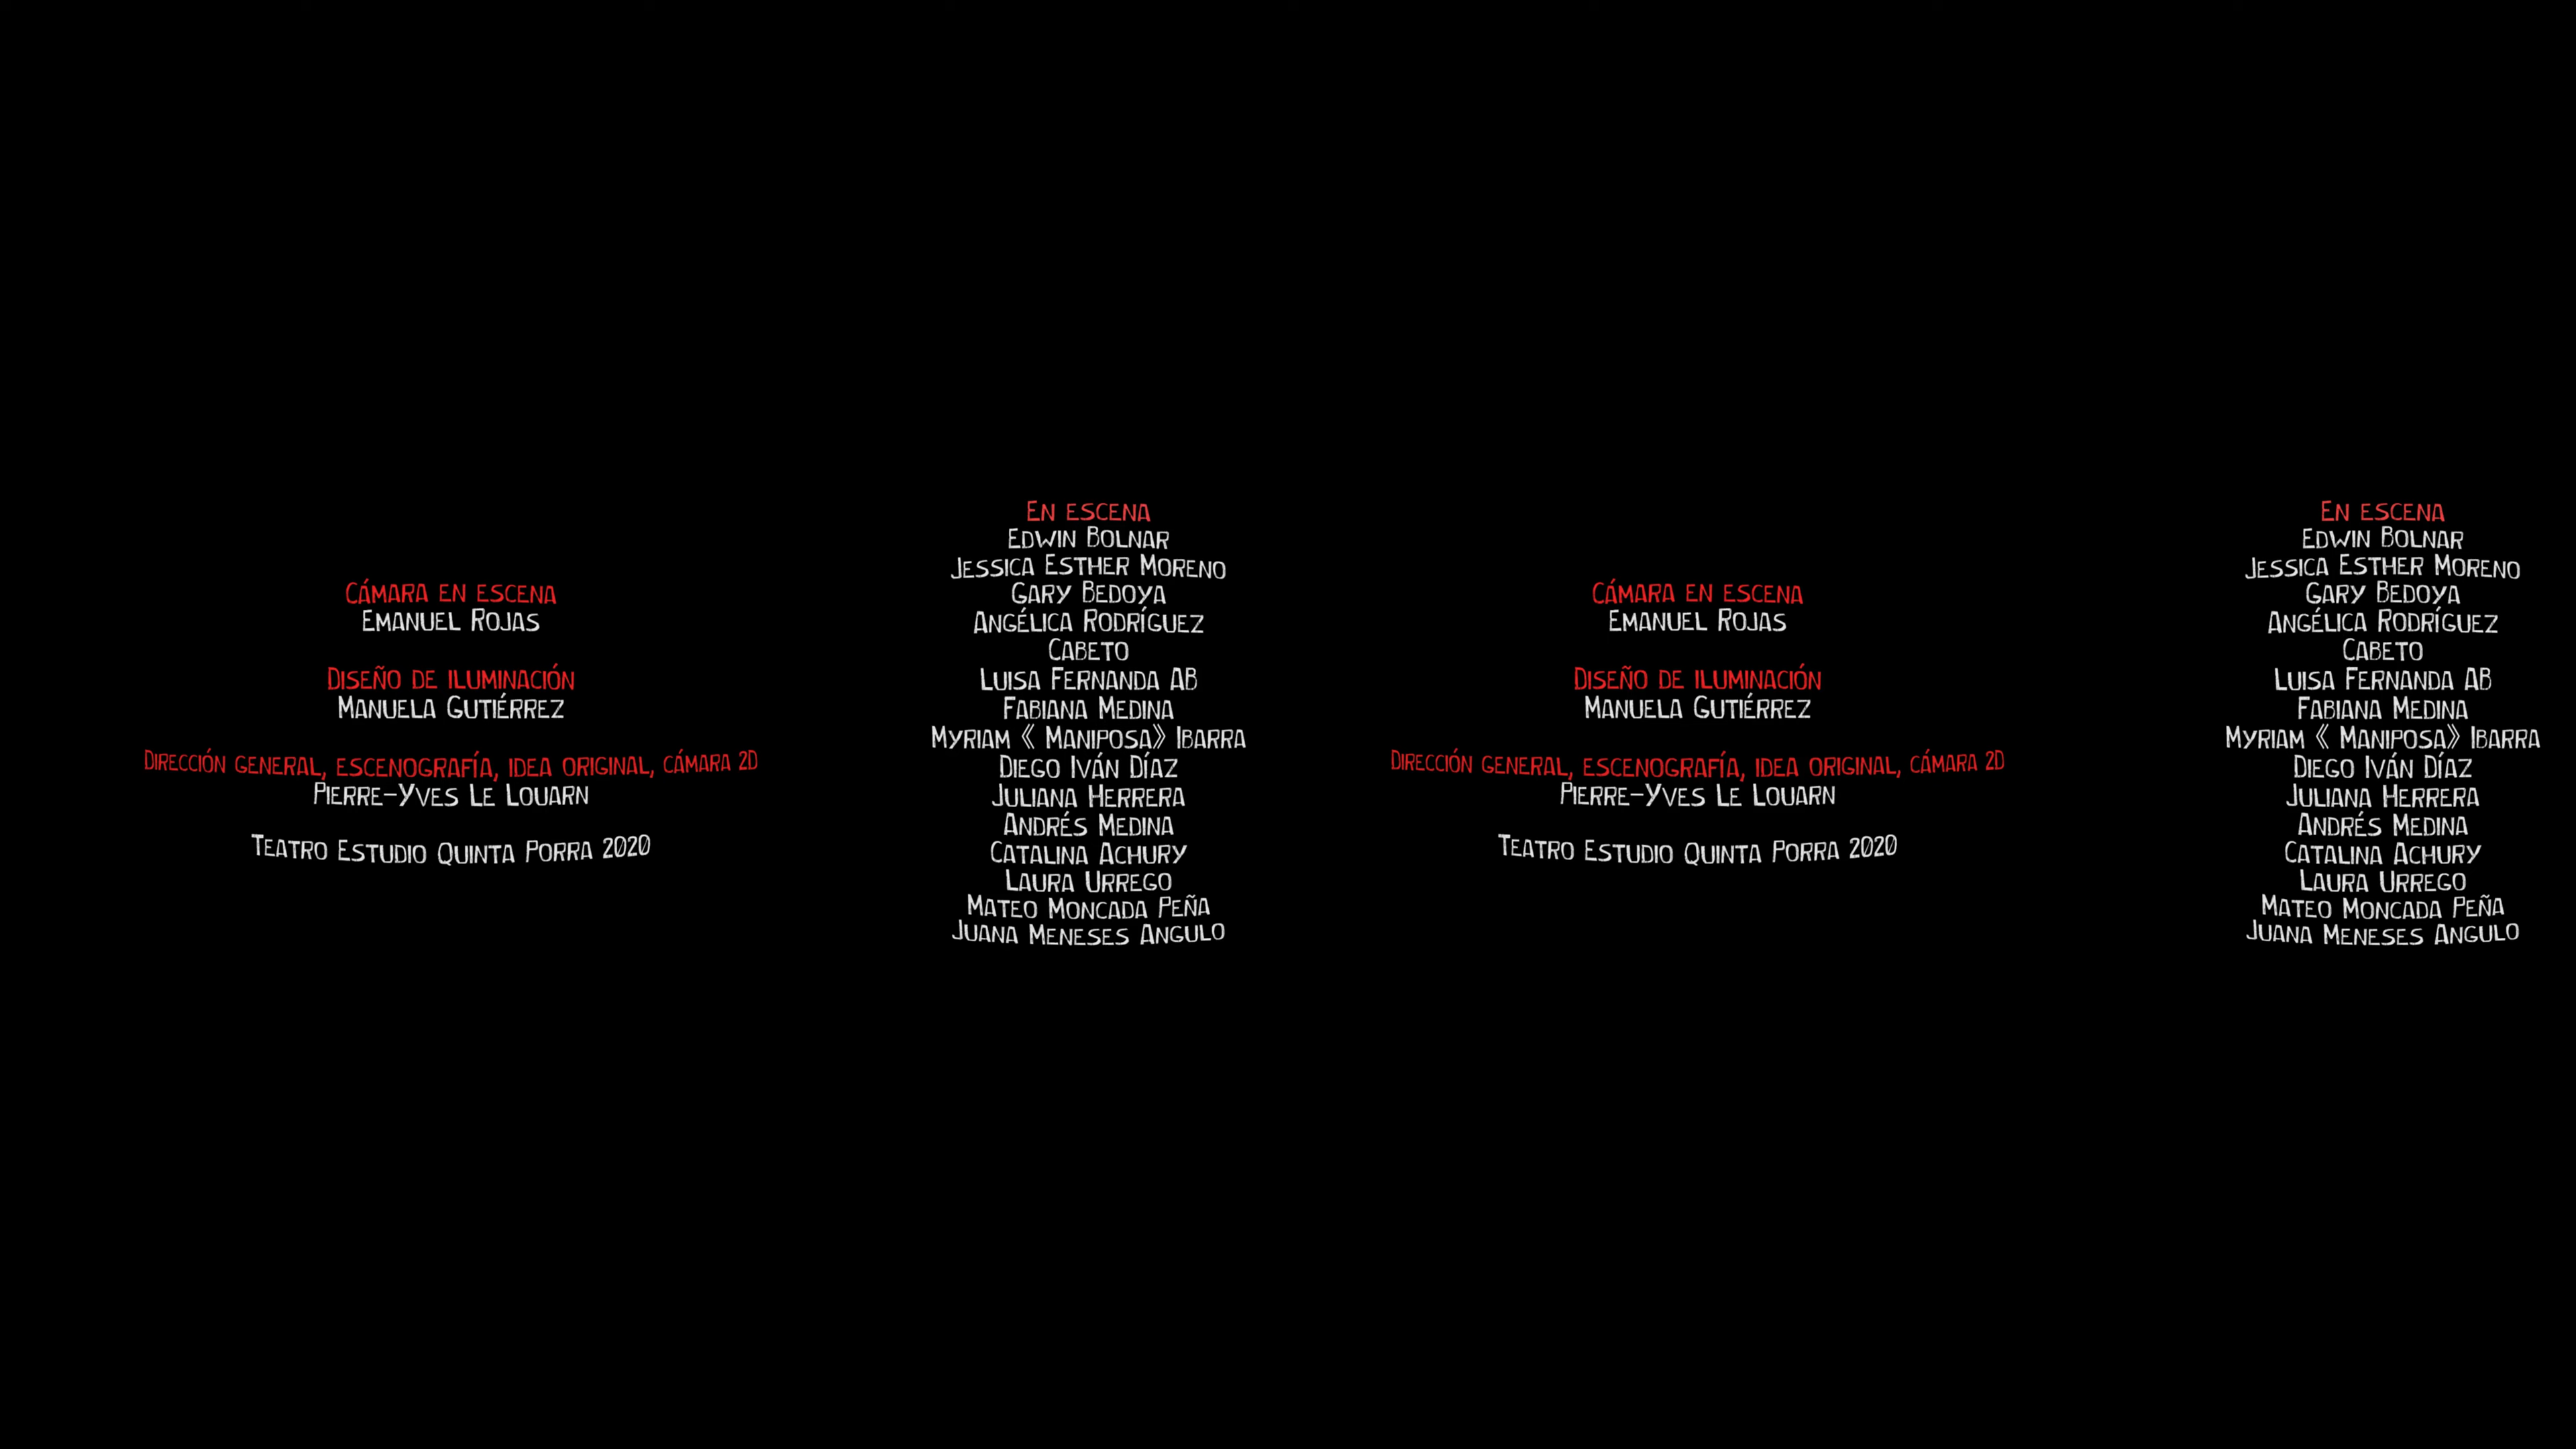 Cámara en escena
Emanuel Rojas
Diseño de iluminación
Manuela Gutiérrez
Dirección general, escenografía, idea original, cámara 2D
Pierre-Yves Le Louarn
Teatro Estudio Quinta Porra 2020
En escena
Edwin Bolnar
Jessica Esther Moreno
Gary Bedoya
Angélica Rodríguez
Cabeto
Luisa Fernanda AB
Fabiana Medina
Myriam « Maniposa» Ibarra
Diego Iván Díaz
Juliana Herrera
Andrés Medina
Catalina Achury
Laura Urrego
Mateo Moncada Peña
Juana Meneses Angulo
Cámara en escena
Emanuel Rojas
Diseño de iluminación
Manuela Gutiérrez
Dirección general, escenografía, idea original, cámara 2D
Pierre-Yves Le Louarn
Teatro Estudio Quinta Porra 2020
En escena
Edwin Bolnar
Jessica Esther Moreno
Gary Bedoya
Angélica Rodríguez
Cabeto
Luisa Fernanda AB
Fabiana Medina
Myriam « Maniposa» Ibarra
Diego Iván Díaz
Juliana Herrera
Andrés Medina
Catalina Achury
Laura Urrego
Mateo Moncada Peña
Juana Meneses Angulo